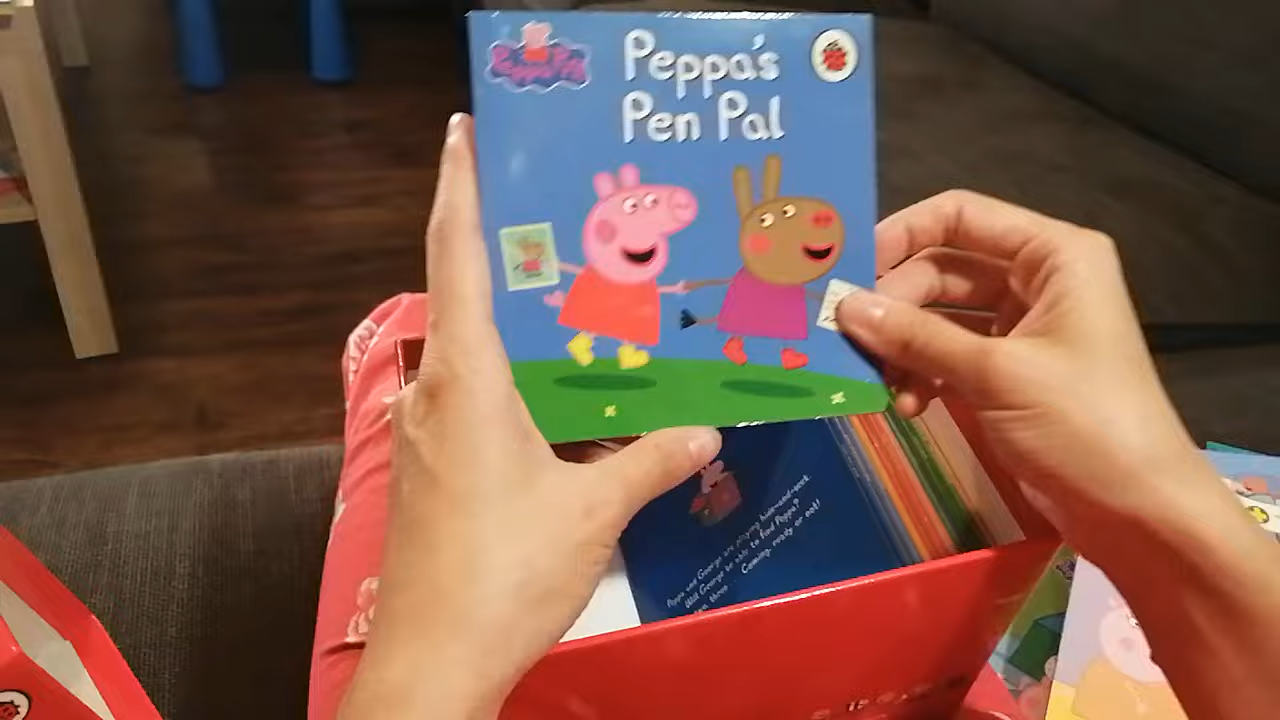 Peppa Pig
Peppa's
Pen Pal
Peppa and George are playing hide-and-seek.
Will George be able to find Peppa?
Coming, ready or not!